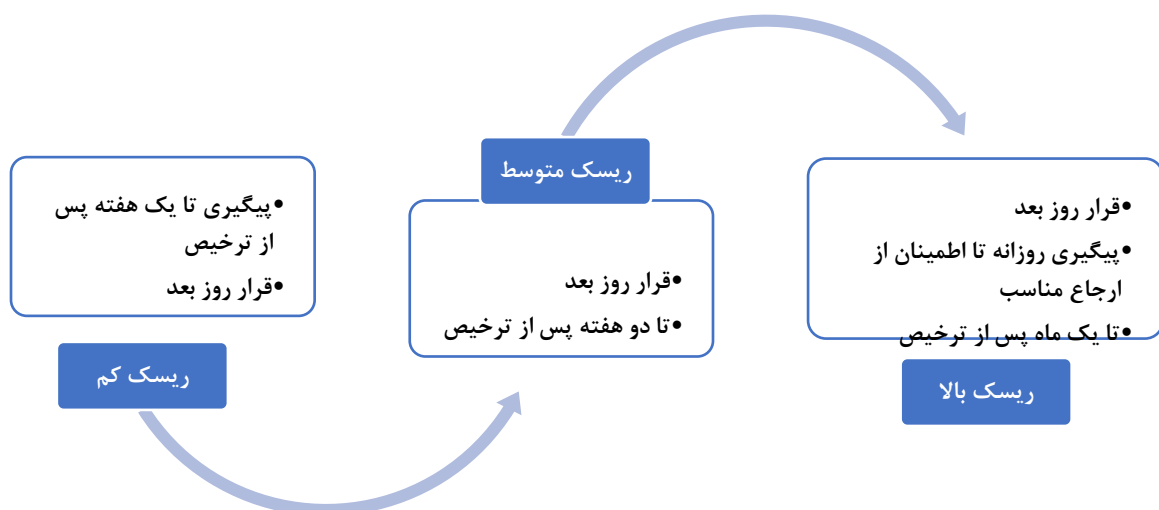 •پیگیری تا یک هفته پس
از ترخیص
•قرار روز بعد
ریسک کم
ریسک متوسط
•قرار روز بعد
•تا دو هفته پس از ترخیص
•قرار روز بعد
•پیگیری روزانه تا اطمینان از
ارجاع مناسب
•تا یک ماه پس از ترخیص
ریسک بالا